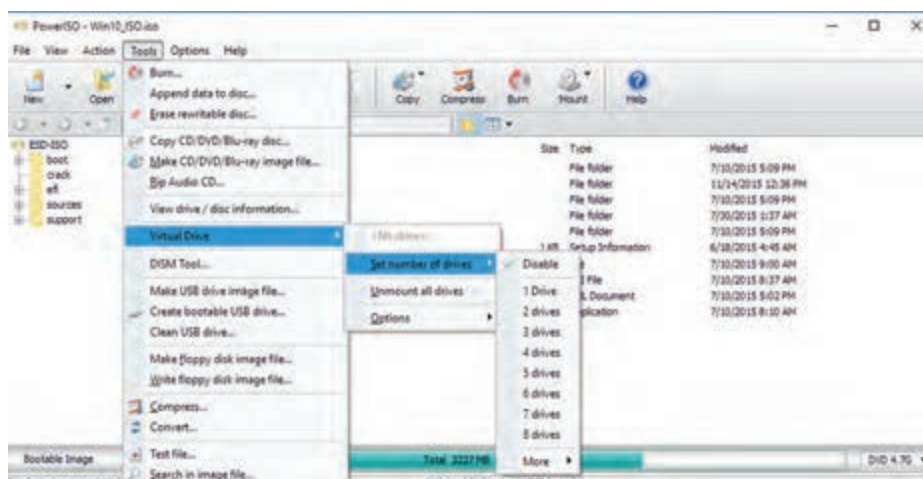 PowerISO - Win10_ISO.iso
File View Action Tools Options Help
New Open Copy Compress Burn Mount Help
Burn...
Append data to disc...
Erase rewritable disc...
Copy CD/DVD/Blu-ray disc...
Make CD/DVD/Blu-ray image file...
Rip Audio CD...
View drive / disc information...
Virtual Drive
DISM Tool...
Make USB drive image file...
Create bootable USB drive...
Clean USB drive...
Make floppy disk image file...
Write floppy disk image file...
Compress...
Convert...
Test file...
Search in image file...
Set number of drives
Unmount all drives
Options
Disable
1 Drive
2 drives
3 drives
4 drives
5 drives
6 drives
7 drives
8 drives
More
ESD-ISO
boot
crack
efi
sources
support
Size Type Modified
File folder 7/10/2015 5:09 PM
File folder 11/14/2015 12:38 PM
File folder 7/10/2015 5:09 PM
File folder 7/30/2015 1:37 AM
File folder 7/10/2015 5:09 PM
1 KB Setup Information 6/18/2015 4:45 AM
7/10/2015 9:00 AM
File 7/10/2015 8:37 AM
Document 7/10/2015 5:02 PM
plication 7/10/2015 8:10 AM
Bootable Image Total 3227 MB DVD 4.7G